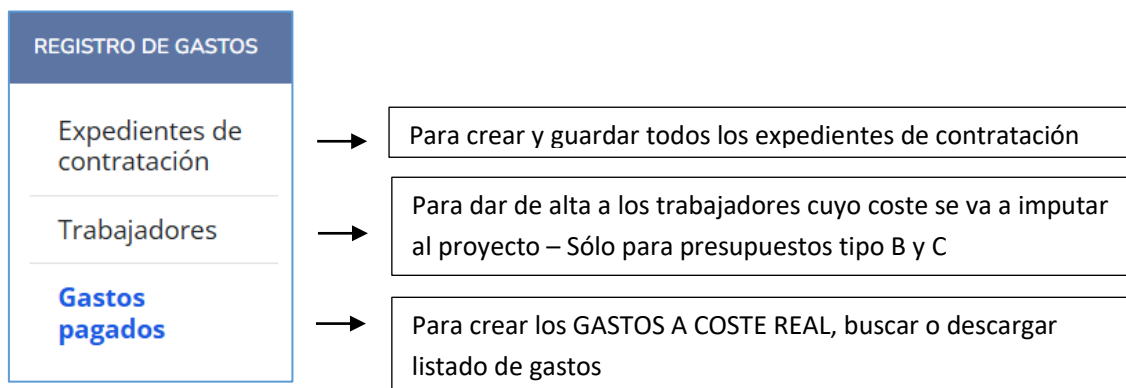 REGISTRO DE GASTOS
Expedientes de
contratación
Para crear y guardar todos los expedientes de contratación
Trabajadores
Para dar de alta a los trabajadores cuyo coste se va a imputar
al proyecto – Sólo para presupuestos tipo B y C
Gastos
pagados
Para crear los GASTOS A COSTE REAL, buscar o descargar
listado de gastos